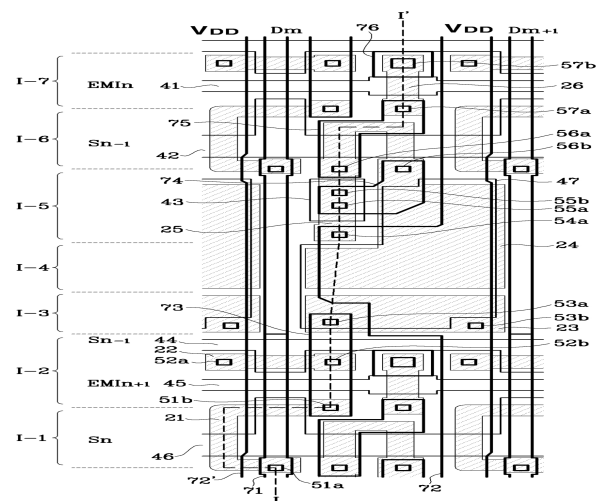 I'
VDD Dm 76 VDD Dm+1
I-7 EMIn 41 57b
26
75 57a
I-6 Sn-1 42 56a
56b
74 47
I-5 43 55b
55a
25 54a
24
I-4
73 53a
I-3 53b
Sn-1 44 23
22 52b
I-2 52a
EMIn+1 45
51b
21
I-1 Sn
46
72' 71 51a 72
I